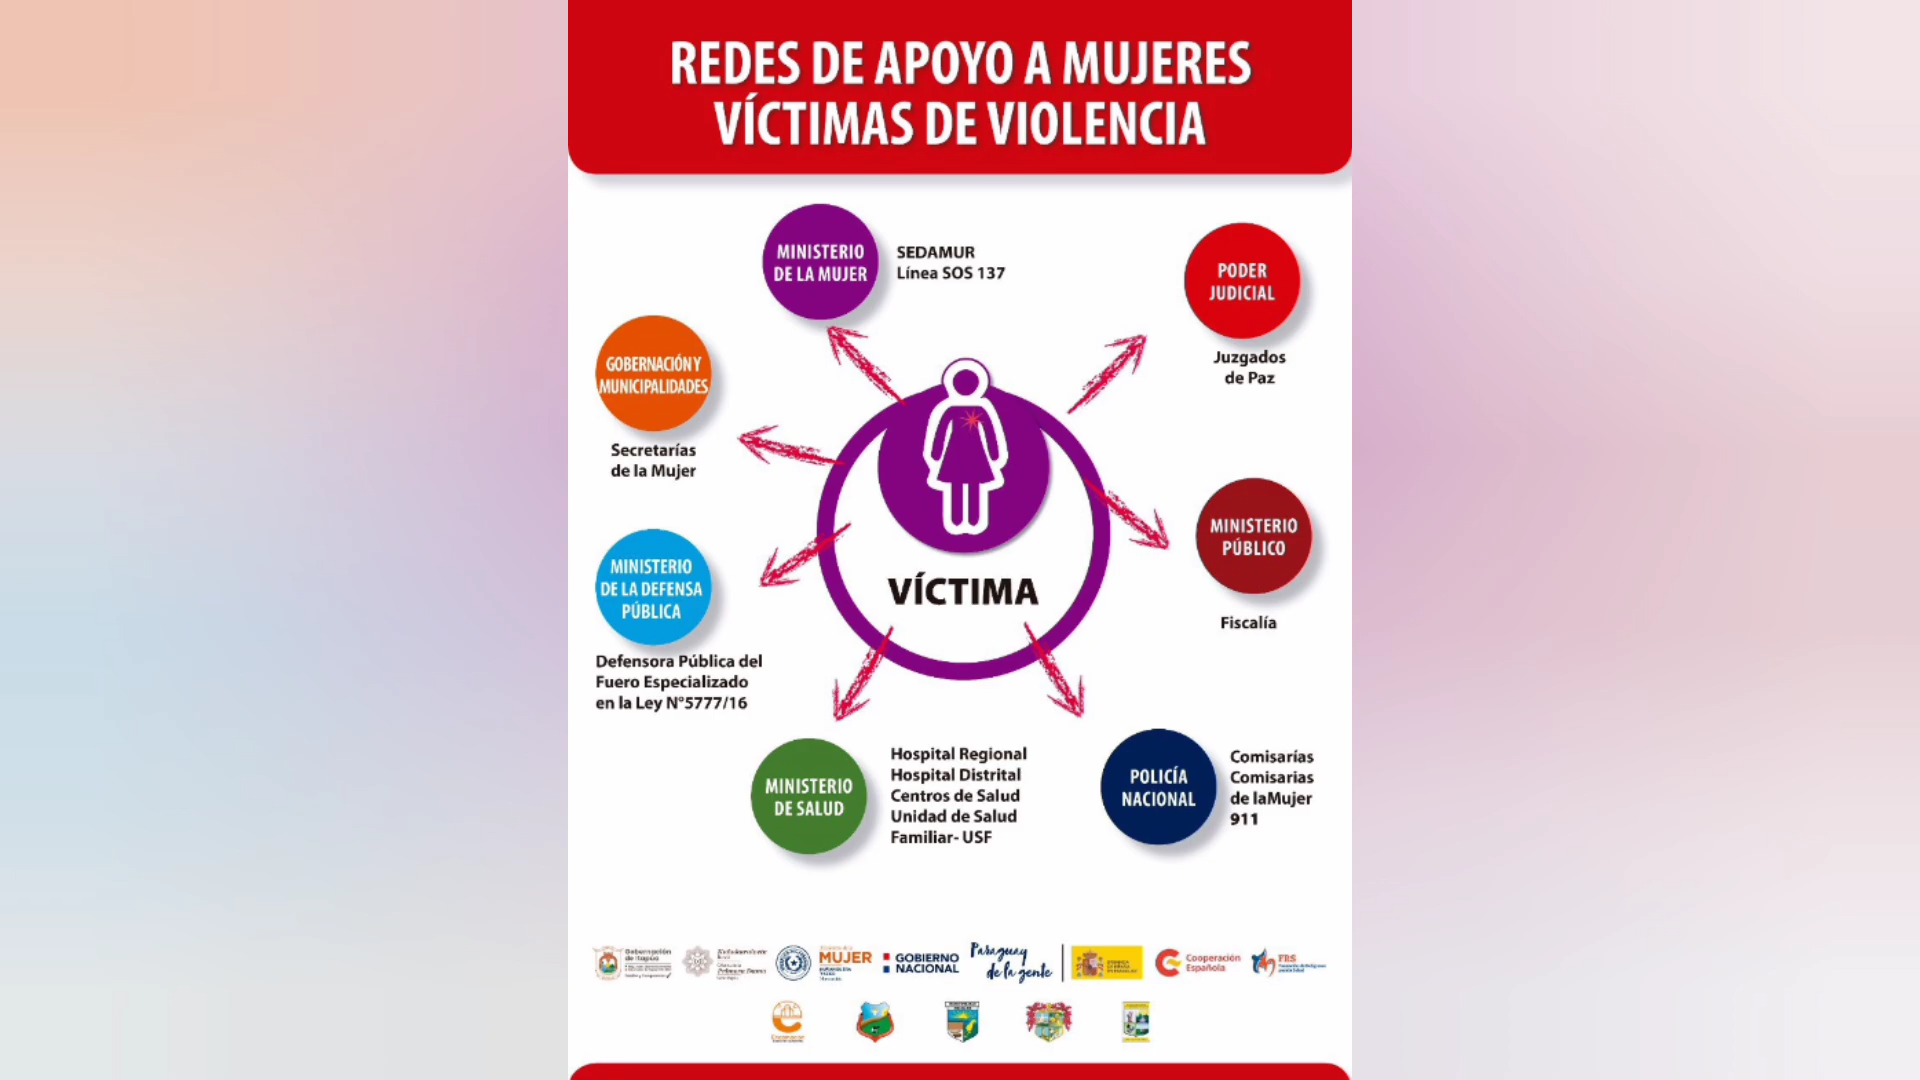 REDES DE APOYO A MUJERES
VÍCTIMAS DE VIOLENCIA
MINISTERIO
DE LA MUJER
SEDAMUR
Línea SOS 137
PODER
JUDICIAL
Juzgados
de Paz
GOBERNACIÓN Y
MUNICIPALIDADES
Secretarías
de la Mujer
MINISTERIO
PÚBLICO
Fiscalía
MINISTERIO
DE LA DEFENSA
PÚBLICA
Defensora Pública del
Fuero Especializado
en la Ley N°5777/16
VÍCTIMA
MINISTERIO
DE SALUD
Hospital Regional
Hospital Distrital
Centros de Salud
Unidad de Salud
Familiar- USF
POLICÍA
NACIONAL
Comisarías
Comisarias
de laMujer
911
Gobernación
de Itapúa
MUJER
GOBIERNO
NACIONAL
Paraguay
de la gente
Cooperación
Española
FRS